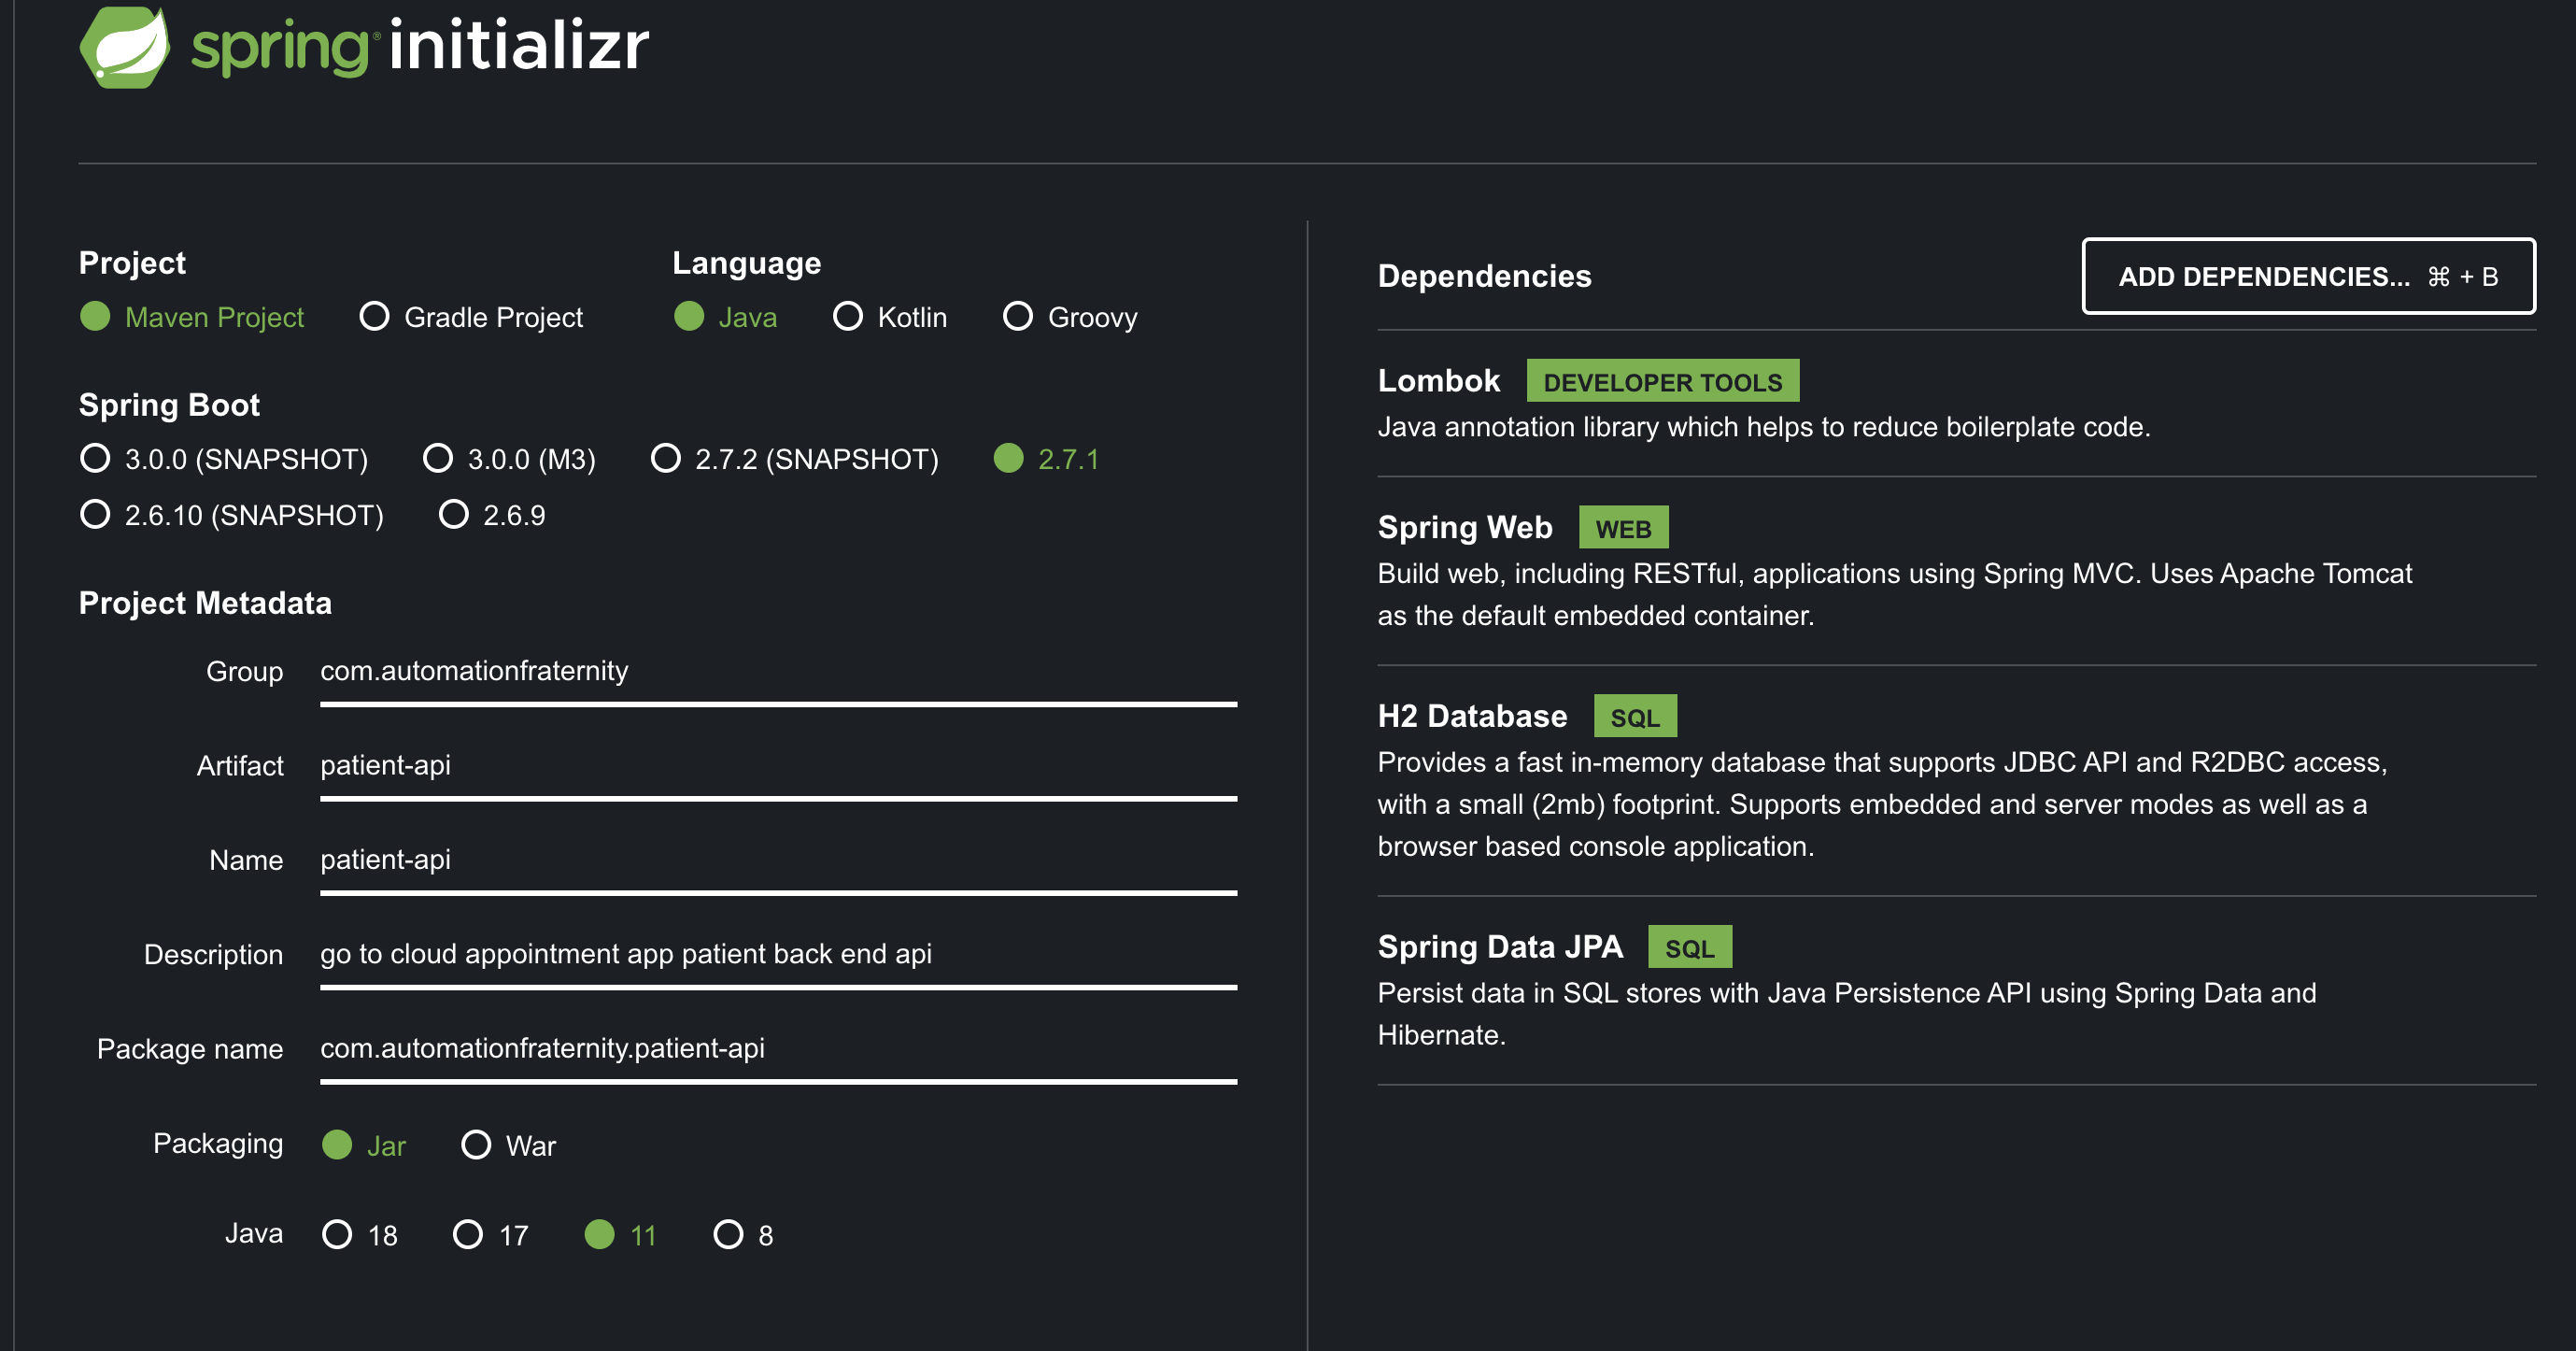 spring initializr
Project
Maven Project Gradle Project
Language
Java Kotlin Groovy
Spring Boot
3.0.0 (SNAPSHOT) 3.0.0 (M3) 2.7.2 (SNAPSHOT) 2.7.1
2.6.10 (SNAPSHOT) 2.6.9
Project Metadata
Group com.automationfraternity
Artifact patient-api
Name patient-api
Description go to cloud appointment app patient back end api
Package name com.automationfraternity.patient-api
Packaging Jar War
Java 18 17 11 8
Dependencies
ADD DEPENDENCIES... ⌘ + B
Lombok DEVELOPER TOOLS
Java annotation library which helps to reduce boilerplate code.
Spring Web WEB
Build web, including RESTful, applications using Spring MVC. Uses Apache Tomcat
as the default embedded container.
H2 Database SQL
Provides a fast in-memory database that supports JDBC API and R2DBC access,
with a small (2mb) footprint. Supports embedded and server modes as well as a
browser based console application.
Spring Data JPA SQL
Persist data in SQL stores with Java Persistence API using Spring Data and
Hibernate.